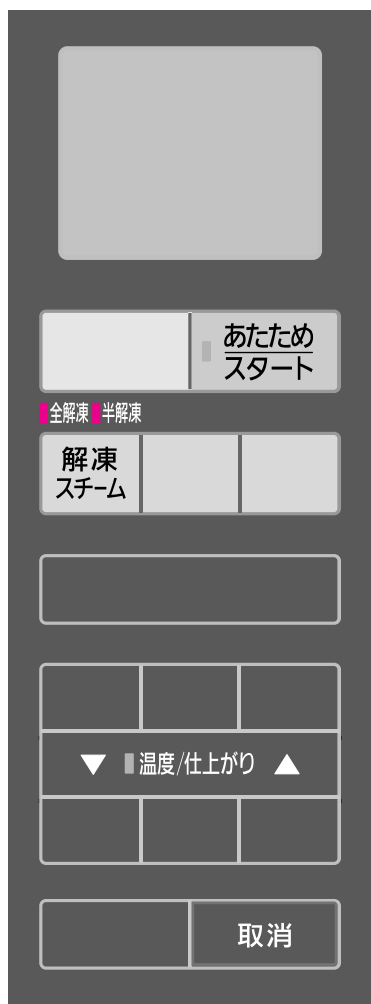 あたため
スタート
全解凍 半解凍
解凍
スチーム
▼ 温度/仕上がり ▲
取消